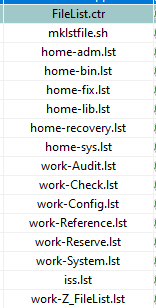 FileList.ctr
mklstfile.sh
home-adm.lst
home-bin.lst
home-fix.lst
home-lib.lst
home-recovery.lst
home-sys.lst
work-Audit.lst
work-Check.lst
work-Config.lst
work-Reference.lst
work-Reserve.lst
work-System.lst
iss.lst
work-Z_FileList.lst